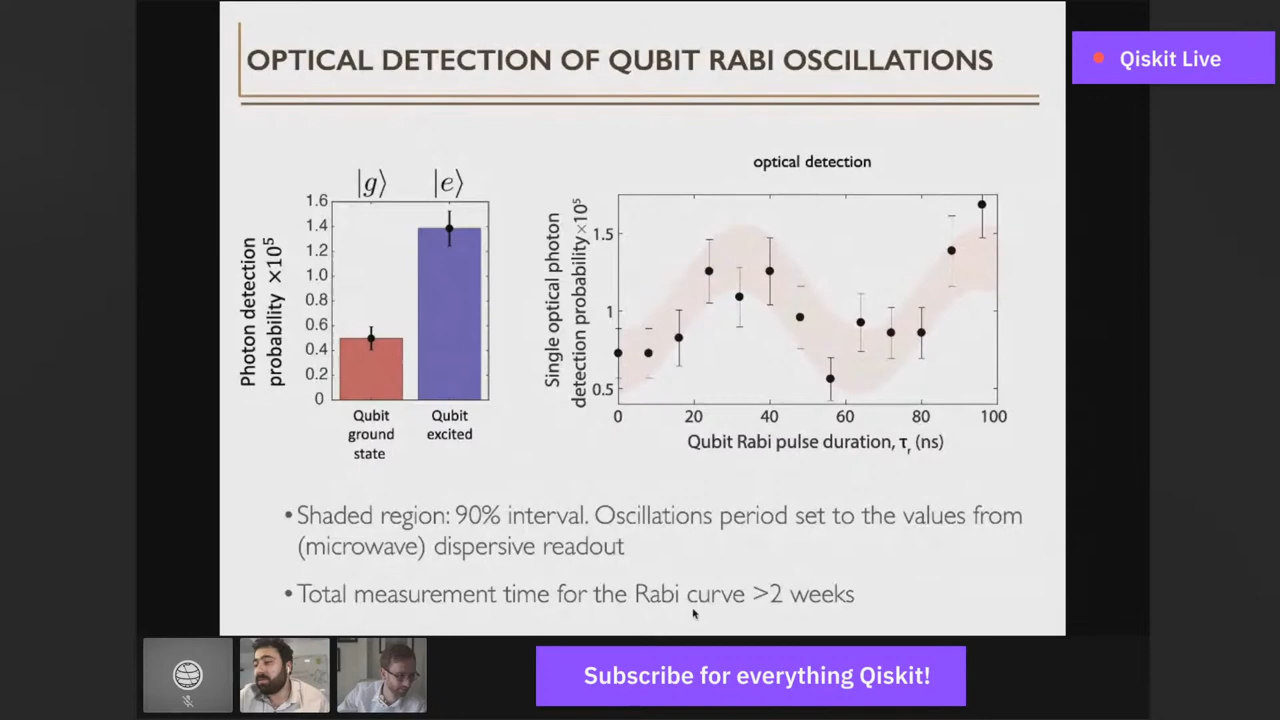 OPTICAL DETECTION OF QUBIT RABI OSCILLATIONS
Qiskit Live
|g⟩ |e⟩
Photon detection
probability ×10⁵
1.6
1.4
1.2
1.0
0.8
0.6
0.4
0.2
0
Qubit
ground
state
Qubit
excited
optical detection
Single optical photon
detection probability×10⁵
1.5
1
0.5
0 20 40 60 80 100
Qubit Rabi pulse duration, τr (ns)
•Shaded region: 90% interval. Oscillations period set to the values from
(microwave) dispersive readout
•Total measurement time for the Rabi curve >2 weeks
Subscribe for everything Qiskit!